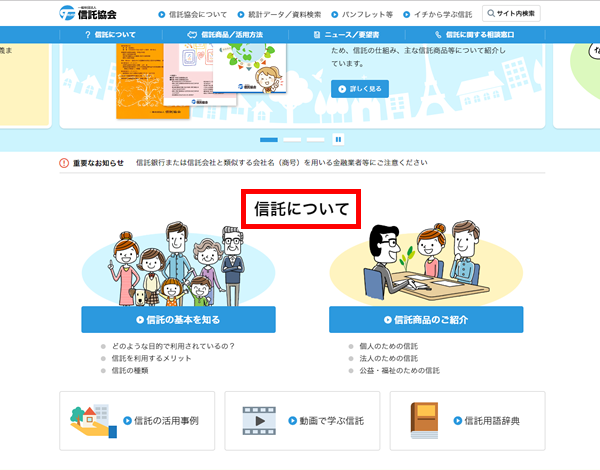 一般社団法人
信託協会
信託協会について
統計データ／資料検索
パンフレット等
イチから学ぶ信託
サイト内検索
信託について
信託商品／活用方法
ニュース／要望書
信託に関する相談窓口
義ま
ため、信託の仕組み、主な信託商品等について紹介し
ています。
詳しく見る
重要なお知らせ
信託銀行または信託会社と類似する会社名（商号）を用いる金融業者等にご注意ください
信託について
信託の基本を知る
信託商品のご紹介
どのような目的で利用されているの？
信託を利用するメリット
信託の種類
個人のための信託
法人のための信託
公益・福祉のための信託
信託の活用事例
動画で学ぶ信託
信託用語辞典